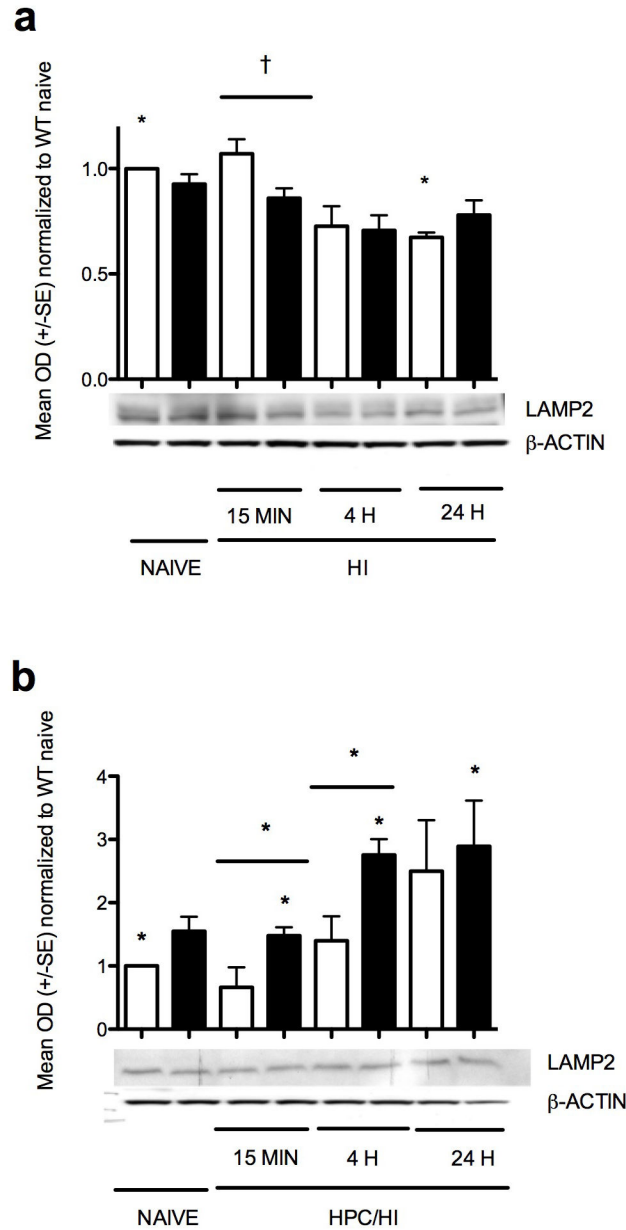 a
Mean OD (+/-SE) normalized to WT naive
†
*
*
1.0
0.5
0.0
LAMP2
β-ACTIN
15 MIN
4 H
24 H
NAIVE
HI
b
Mean OD (+/-SE) normalized to WT naive
*
*
4
*
*
3
*
2
*
1
0
LAMP2
β-ACTIN
15 MIN
4 H
24 H
NAIVE
HPC/HI